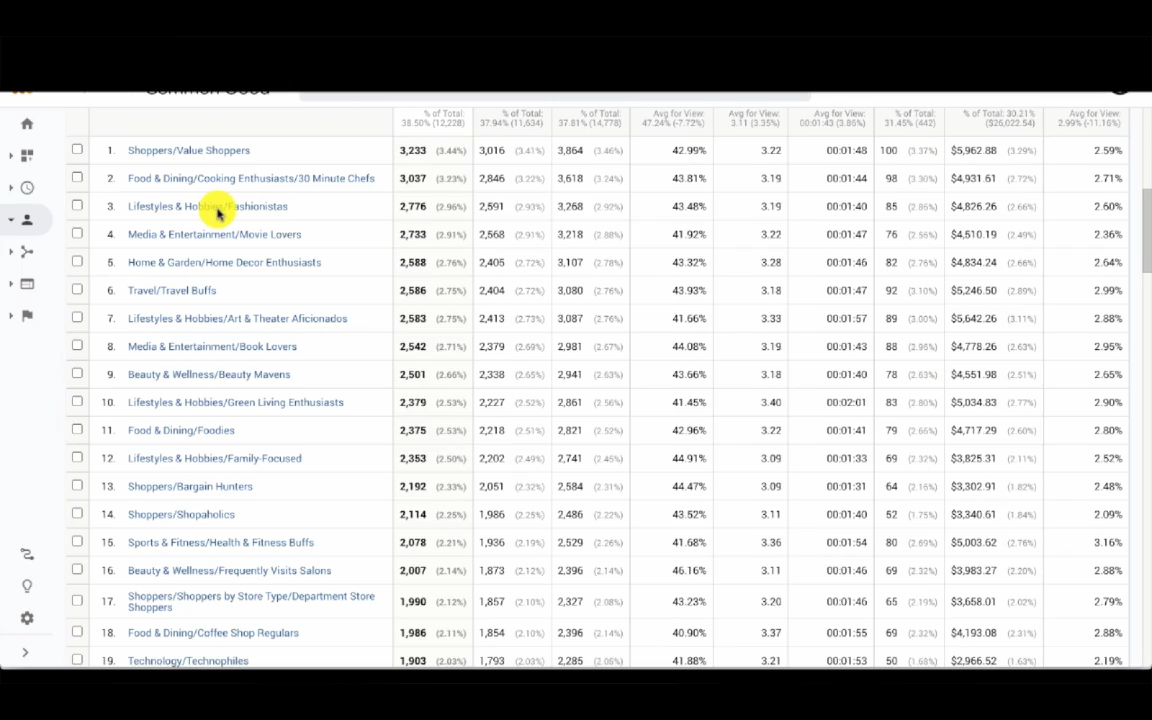 Common Good
% of Total: % of Total: % of Total: Avg for View: Avg for View: Avg for View: % of Total: % of Total: 30.21% Avg for View:
38.50% (12,228) 37.94% (11,634) 37.81% (14,778) 47.24% (-7.72%) 3.11 (3.35%) 00:01:43 (3.86%) 31.45% (442) ($26,022.54) 2.99% (-11.16%)
1. Shoppers/Value Shoppers 3,233 (3.44%) 3,016 (3.41%) 3,864 (3.46%) 42.99% 3.22 00:01:48 100 (3.37%) $5,962.88 (3.29%) 2.59%
2. Food & Dining/Cooking Enthusiasts/30 Minute Chefs 3,037 (3.23%) 2,846 (3.22%) 3,618 (3.24%) 43.81% 3.19 00:01:44 98 (3.30%) $4,931.61 (2.72%) 2.71%
3. Lifestyles & Hobbies/Fashionistas 2,776 (2.96%) 2,591 (2.93%) 3,268 (2.92%) 43.48% 3.19 00:01:40 85 (2.86%) $4,826.26 (2.66%) 2.60%
4. Media & Entertainment/Movie Lovers 2,733 (2.91%) 2,568 (2.91%) 3,218 (2.88%) 41.92% 3.22 00:01:47 76 (2.56%) $4,510.19 (2.49%) 2.36%
5. Home & Garden/Home Decor Enthusiasts 2,588 (2.76%) 2,405 (2.72%) 3,107 (2.78%) 43.32% 3.28 00:01:46 82 (2.76%) $4,834.24 (2.66%) 2.64%
6. Travel/Travel Buffs 2,586 (2.75%) 2,404 (2.72%) 3,080 (2.76%) 43.93% 3.18 00:01:47 92 (3.10%) $5,246.50 (2.89%) 2.99%
7. Lifestyles & Hobbies/Art & Theater Aficionados 2,583 (2.75%) 2,413 (2.73%) 3,087 (2.76%) 41.66% 3.33 00:01:57 89 (3.00%) $5,642.26 (3.11%) 2.88%
8. Media & Entertainment/Book Lovers 2,542 (2.71%) 2,379 (2.69%) 2,981 (2.67%) 44.08% 3.19 00:01:43 88 (2.96%) $4,778.26 (2.63%) 2.95%
9. Beauty & Wellness/Beauty Mavens 2,501 (2.66%) 2,338 (2.65%) 2,941 (2.63%) 43.66% 3.18 00:01:40 78 (2.63%) $4,551.98 (2.51%) 2.65%
10. Lifestyles & Hobbies/Green Living Enthusiasts 2,379 (2.53%) 2,227 (2.52%) 2,861 (2.56%) 41.45% 3.40 00:02:01 83 (2.80%) $5,034.83 (2.77%) 2.90%
11. Food & Dining/Foodies 2,375 (2.53%) 2,218 (2.51%) 2,821 (2.52%) 42.96% 3.22 00:01:41 79 (2.66%) $4,717.29 (2.60%) 2.80%
12. Lifestyles & Hobbies/Family-Focused 2,353 (2.50%) 2,202 (2.49%) 2,741 (2.45%) 44.91% 3.09 00:01:33 69 (2.32%) $3,825.31 (2.11%) 2.52%
13. Shoppers/Bargain Hunters 2,192 (2.33%) 2,051 (2.32%) 2,584 (2.31%) 44.47% 3.09 00:01:31 64 (2.16%) $3,302.91 (1.82%) 2.48%
14. Shoppers/Shopaholics 2,114 (2.25%) 1,986 (2.25%) 2,486 (2.22%) 43.52% 3.11 00:01:40 52 (1.75%) $3,340.61 (1.84%) 2.09%
15. Sports & Fitness/Health & Fitness Buffs 2,078 (2.21%) 1,936 (2.19%) 2,529 (2.26%) 41.68% 3.36 00:01:54 80 (2.69%) $5,003.62 (2.76%) 3.16%
16. Beauty & Wellness/Frequently Visits Salons 2,007 (2.14%) 1,873 (2.12%) 2,396 (2.14%) 46.16% 3.11 00:01:46 69 (2.32%) $3,983.27 (2.20%) 2.88%
17. Shoppers/Shoppers by Store Type/Department Store 1,990 (2.12%) 1,857 (2.10%) 2,327 (2.08%) 43.23% 3.20 00:01:46 65 (2.19%) $3,658.01 (2.02%) 2.79%
Shoppers
18. Food & Dining/Coffee Shop Regulars 1,986 (2.11%) 1,854 (2.10%) 2,396 (2.14%) 40.90% 3.37 00:01:55 69 (2.32%) $4,193.08 (2.31%) 2.88%
19. Technology/Technophiles 1,903 (2.03%) 1,793 (2.03%) 2,285 (2.05%) 41.88% 3.21 00:01:53 50 (1.68%) $2,966.52 (1.63%) 2.19%